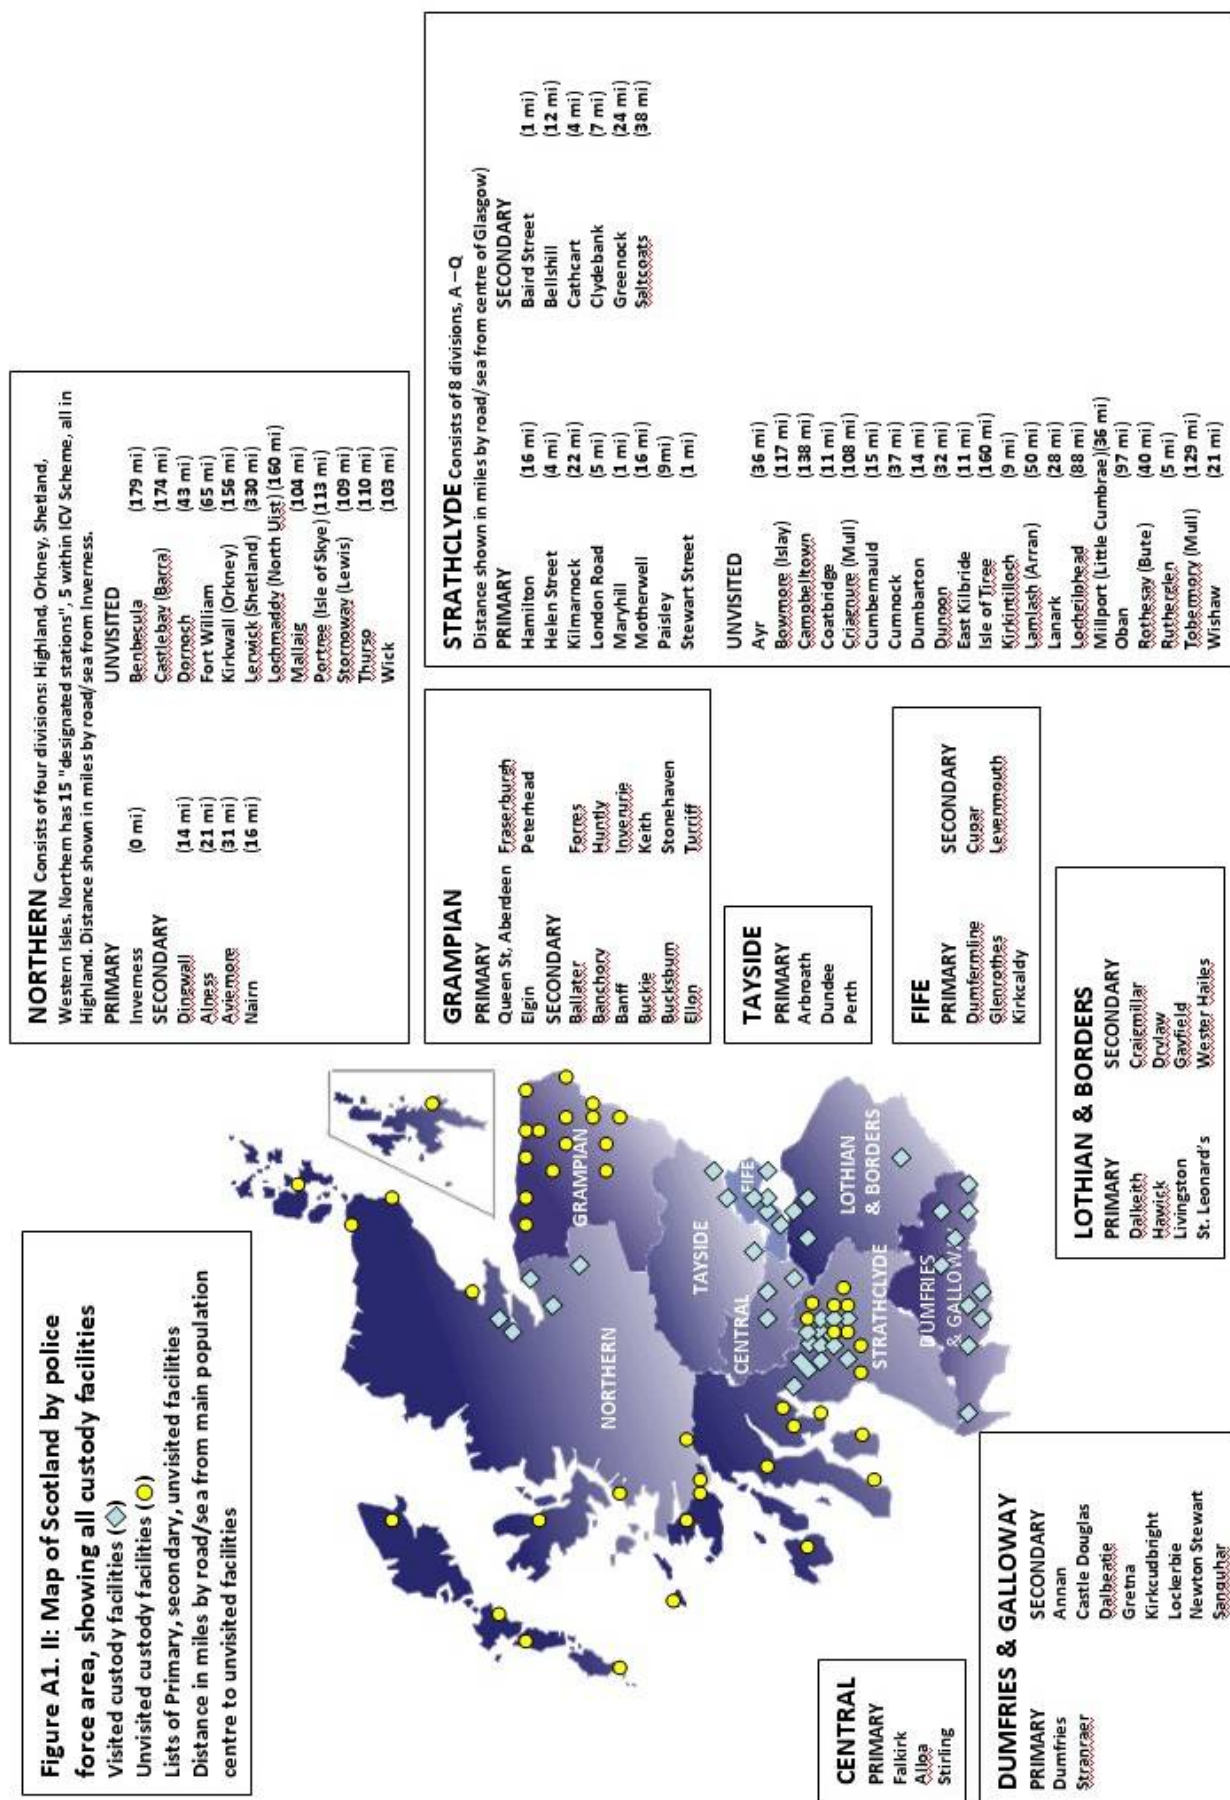 Figure A1. II: Map of Scotland by police
force area, showing all custody facilities
Visited custody facilities ( )
Unvisited custody facilities ( )
Lists of Primary, secondary, unvisited facilities
Distance in miles by road/sea from main population
centre to unvisited facilities
NORTHERN Consists of four divisions: Highland, Orkney, Shetland,
Western Isles. Northern has 15 "designated stations", 5 within ICV Scheme, all in
Highland. Distance shown in miles by road/sea from Inverness.
PRIMARY
Inverness (0 mi)
SECONDARY
Dingwall (14 mi)
Alness (21 mi)
Aviemore (31 mi)
Nairn (16 mi)
UNVISITED
Benbecula (179 mi)
Castlebay (Barra) (174 mi)
Dornoch (43 mi)
Fort William (65 mi)
Kirkwall (Orkney) (156 mi)
Lerwick (Shetland) (330 mi)
Lochmaddy (North Uist) (160 mi)
Mallaig (104 mi)
Portree (Isle of Skye) (113 mi)
Stornoway (Lewis) (109 mi)
Thurso (110 mi)
Wick (103 mi)
NORTHERN
GRAMPIAN
TAYSIDE
CENTRAL
FIFE
STRATHCLYDE
LOTHIAN
& BORDERS
DUMFRIES
& GALLOWAY
GRAMPIAN
PRIMARY
Queen St, Aberdeen Fraserburgh
Elgin Peterhead
SECONDARY
Ballater Forres
Banchory Huntly
Banff Inverurie
Buckie Keith
Bucksburn Stonehaven
Ellon Turriff
STRATHCLYDE Consists of 8 divisions, A – Q
Distance shown in miles by road/sea from centre of Glasgow)
PRIMARY
Hamilton (16 mi)
Helen Street (4 mi)
Kilmarnock (22 mi)
London Road (5 mi)
Maryhill (1 mi)
Motherwell (16 mi)
Paisley (9mi)
Stewart Street (1 mi)
SECONDARY
Baird Street (1 mi)
Bellshill (12 mi)
Cathcart (4 mi)
Clydebank (7 mi)
Greenock (24 mi)
Saltcoats (38 mi)
UNVISITED
Ayr (36 mi)
Bowmore (Islay) (117 mi)
Campbelltown (138 mi)
Coatbridge (11 mi)
Criagnure (Mull) (108 mi)
Cumbernauld (15 mi)
Cumnock (37 mi)
Dumbarton (14 mi)
Dunoon (32 mi)
East Kilbride (11 mi)
Isle of Tiree (160 mi)
Kirkintilloch (9 mi)
Lamlash (Arran) (50 mi)
Lanark (28 mi)
Lochgilphead (88 mi)
Millport (Little Cumbrae)(36 mi)
Oban (97 mi)
Rothesay (Bute) (40 mi)
Rutherglen (5 mi)
Tobermory (Mull) (129 mi)
Wishaw (21 mi)
TAYSIDE
PRIMARY
Arbroath
Dundee
Perth
FIFE
PRIMARY SECONDARY
Dumfermline Cupar
Glenrothes Levenmouth
Kirkcaldy
LOTHIAN & BORDERS
PRIMARY SECONDARY
Dalkeith Craigmillar
Hawick Drylaw
Livingston Gayfield
St. Leonard's Wester Hailes
CENTRAL
PRIMARY
Falkirk
Alloa
Stirling
DUMFRIES & GALLOWAY
PRIMARY SECONDARY
Dumfries Annan
Stranraer Castle Douglas
Dalbeatie
Gretna
Kirkcudbright
Lockerbie
Newton Stewart
Sanquhar